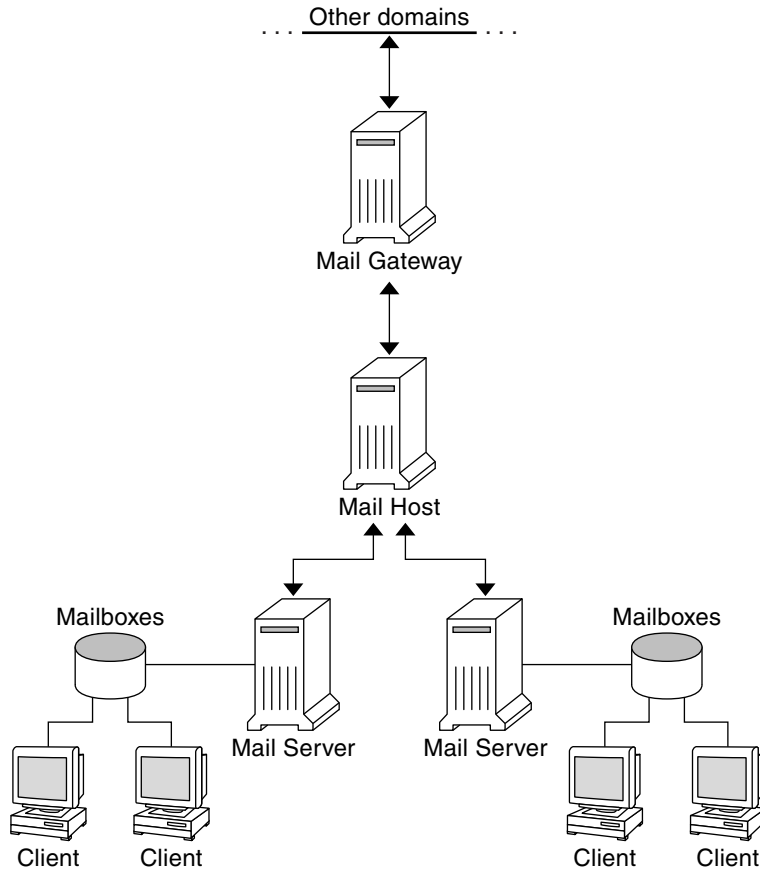 Other domains
Mail Gateway
Mail Host
Mailboxes
Mailboxes
Mail Server
Mail Server
Client
Client
Client
Client